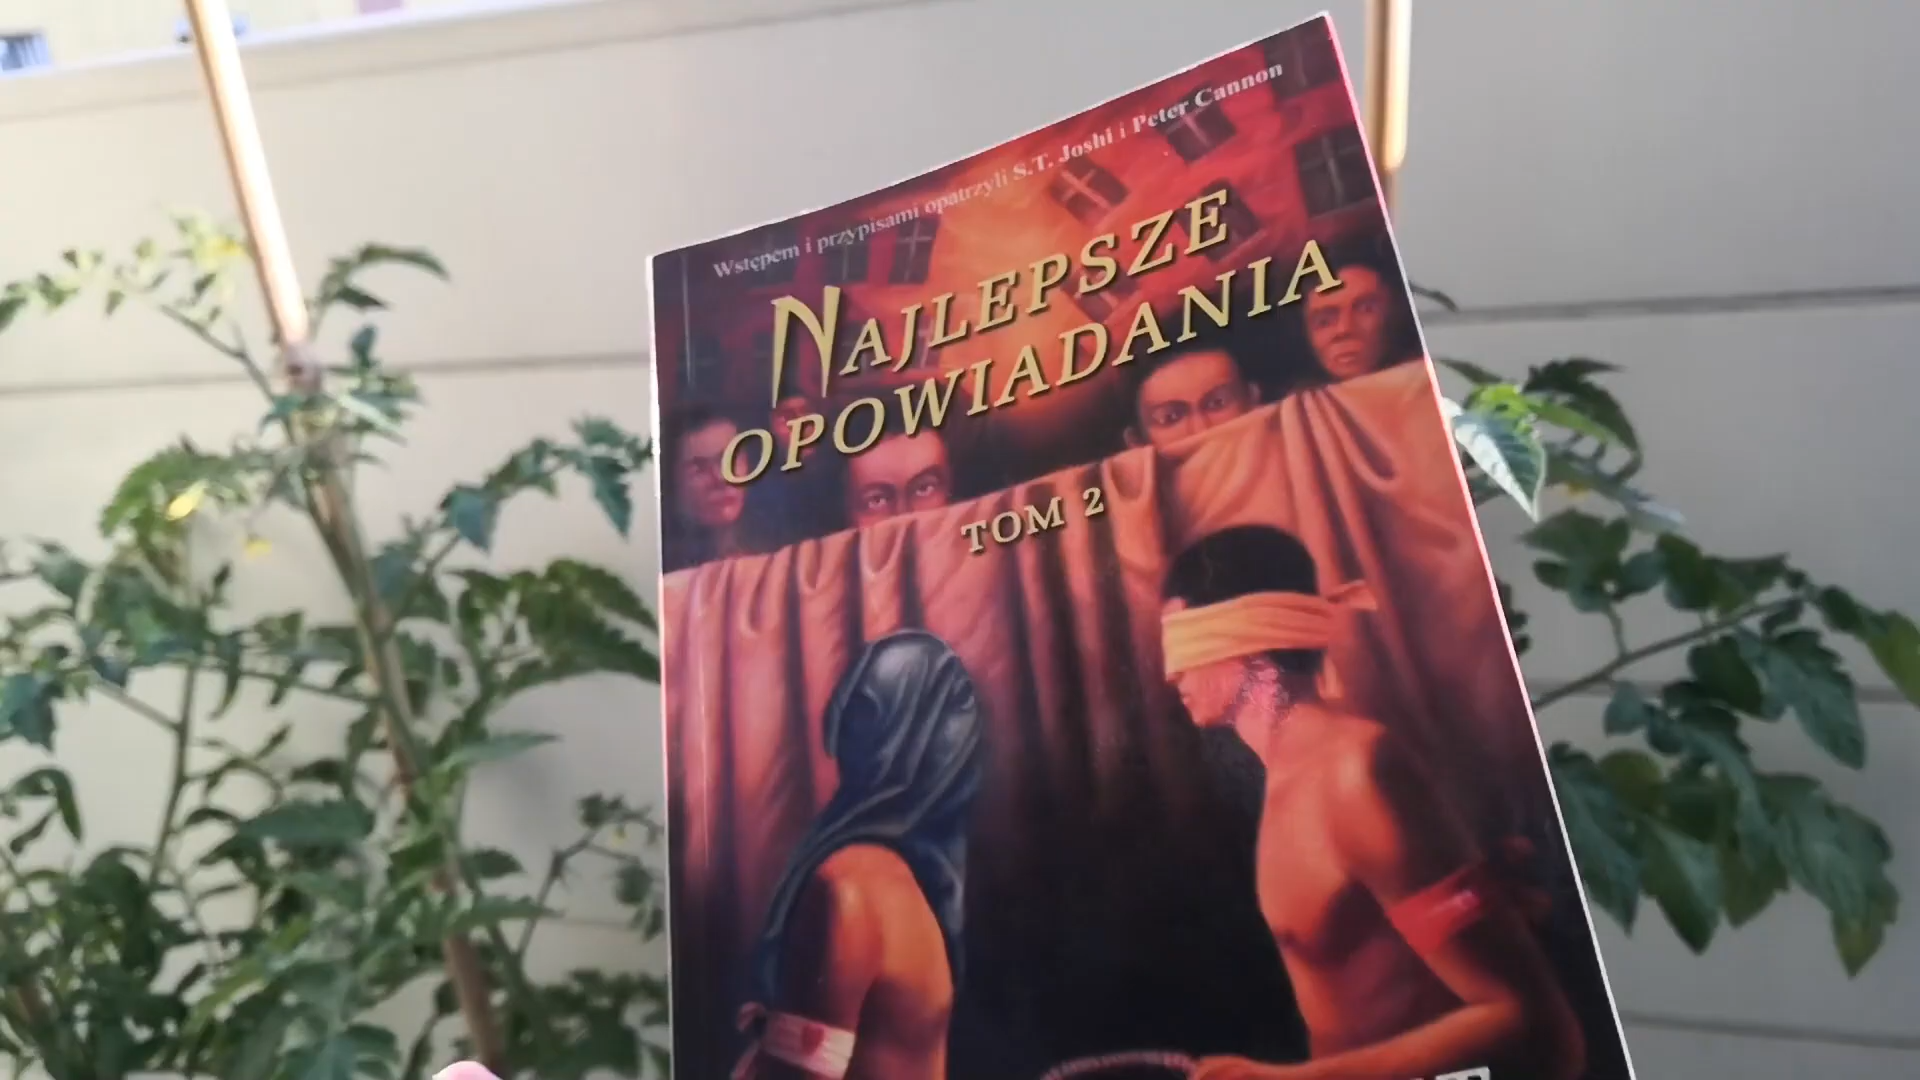 Wstępem i przypisami opatrzyli S.T. Joshi i Peter Cannon
NAJLEPSZE
OPOWIADANIA
TOM 2